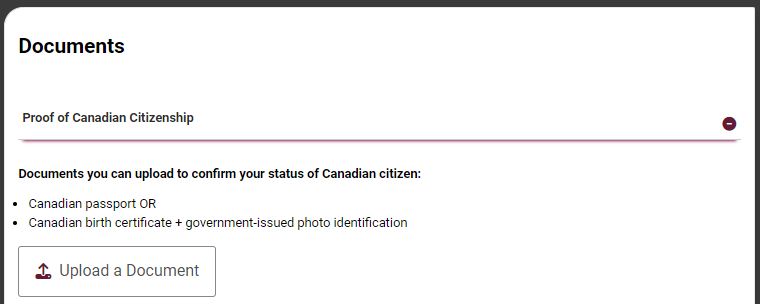 Documents
Proof of Canadian Citizenship
Documents you can upload to confirm your status of Canadian citizen:
Canadian passport OR
Canadian birth certificate + government-issued photo identification
Upload a Document